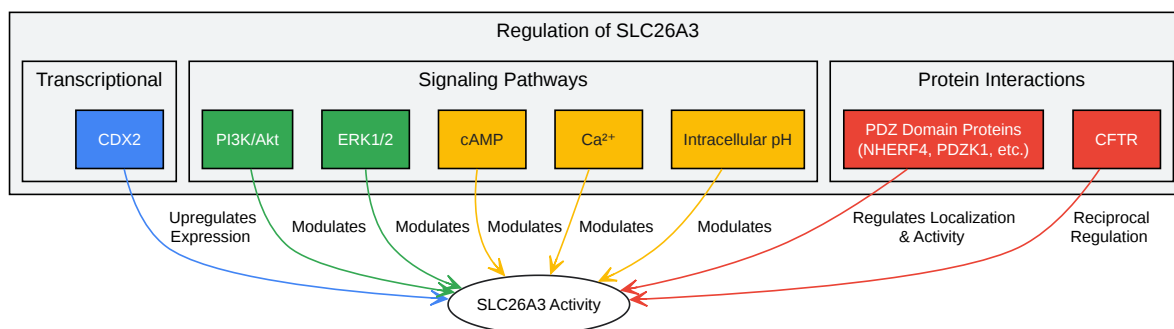 Regulation of SLC26A3
Transcriptional
Signaling Pathways
Protein Interactions
CDX2
PI3K/Akt
ERK1/2
cAMP
Ca²⁺
Intracellular pH
PDZ Domain Proteins
(NHERF4, PDZK1, etc.)
CFTR
Upregulates
Expression
Modulates
Modulates
Modulates
Modulates
Modulates
Regulates Localization
& Activity
Reciprocal
Regulation
SLC26A3 Activity